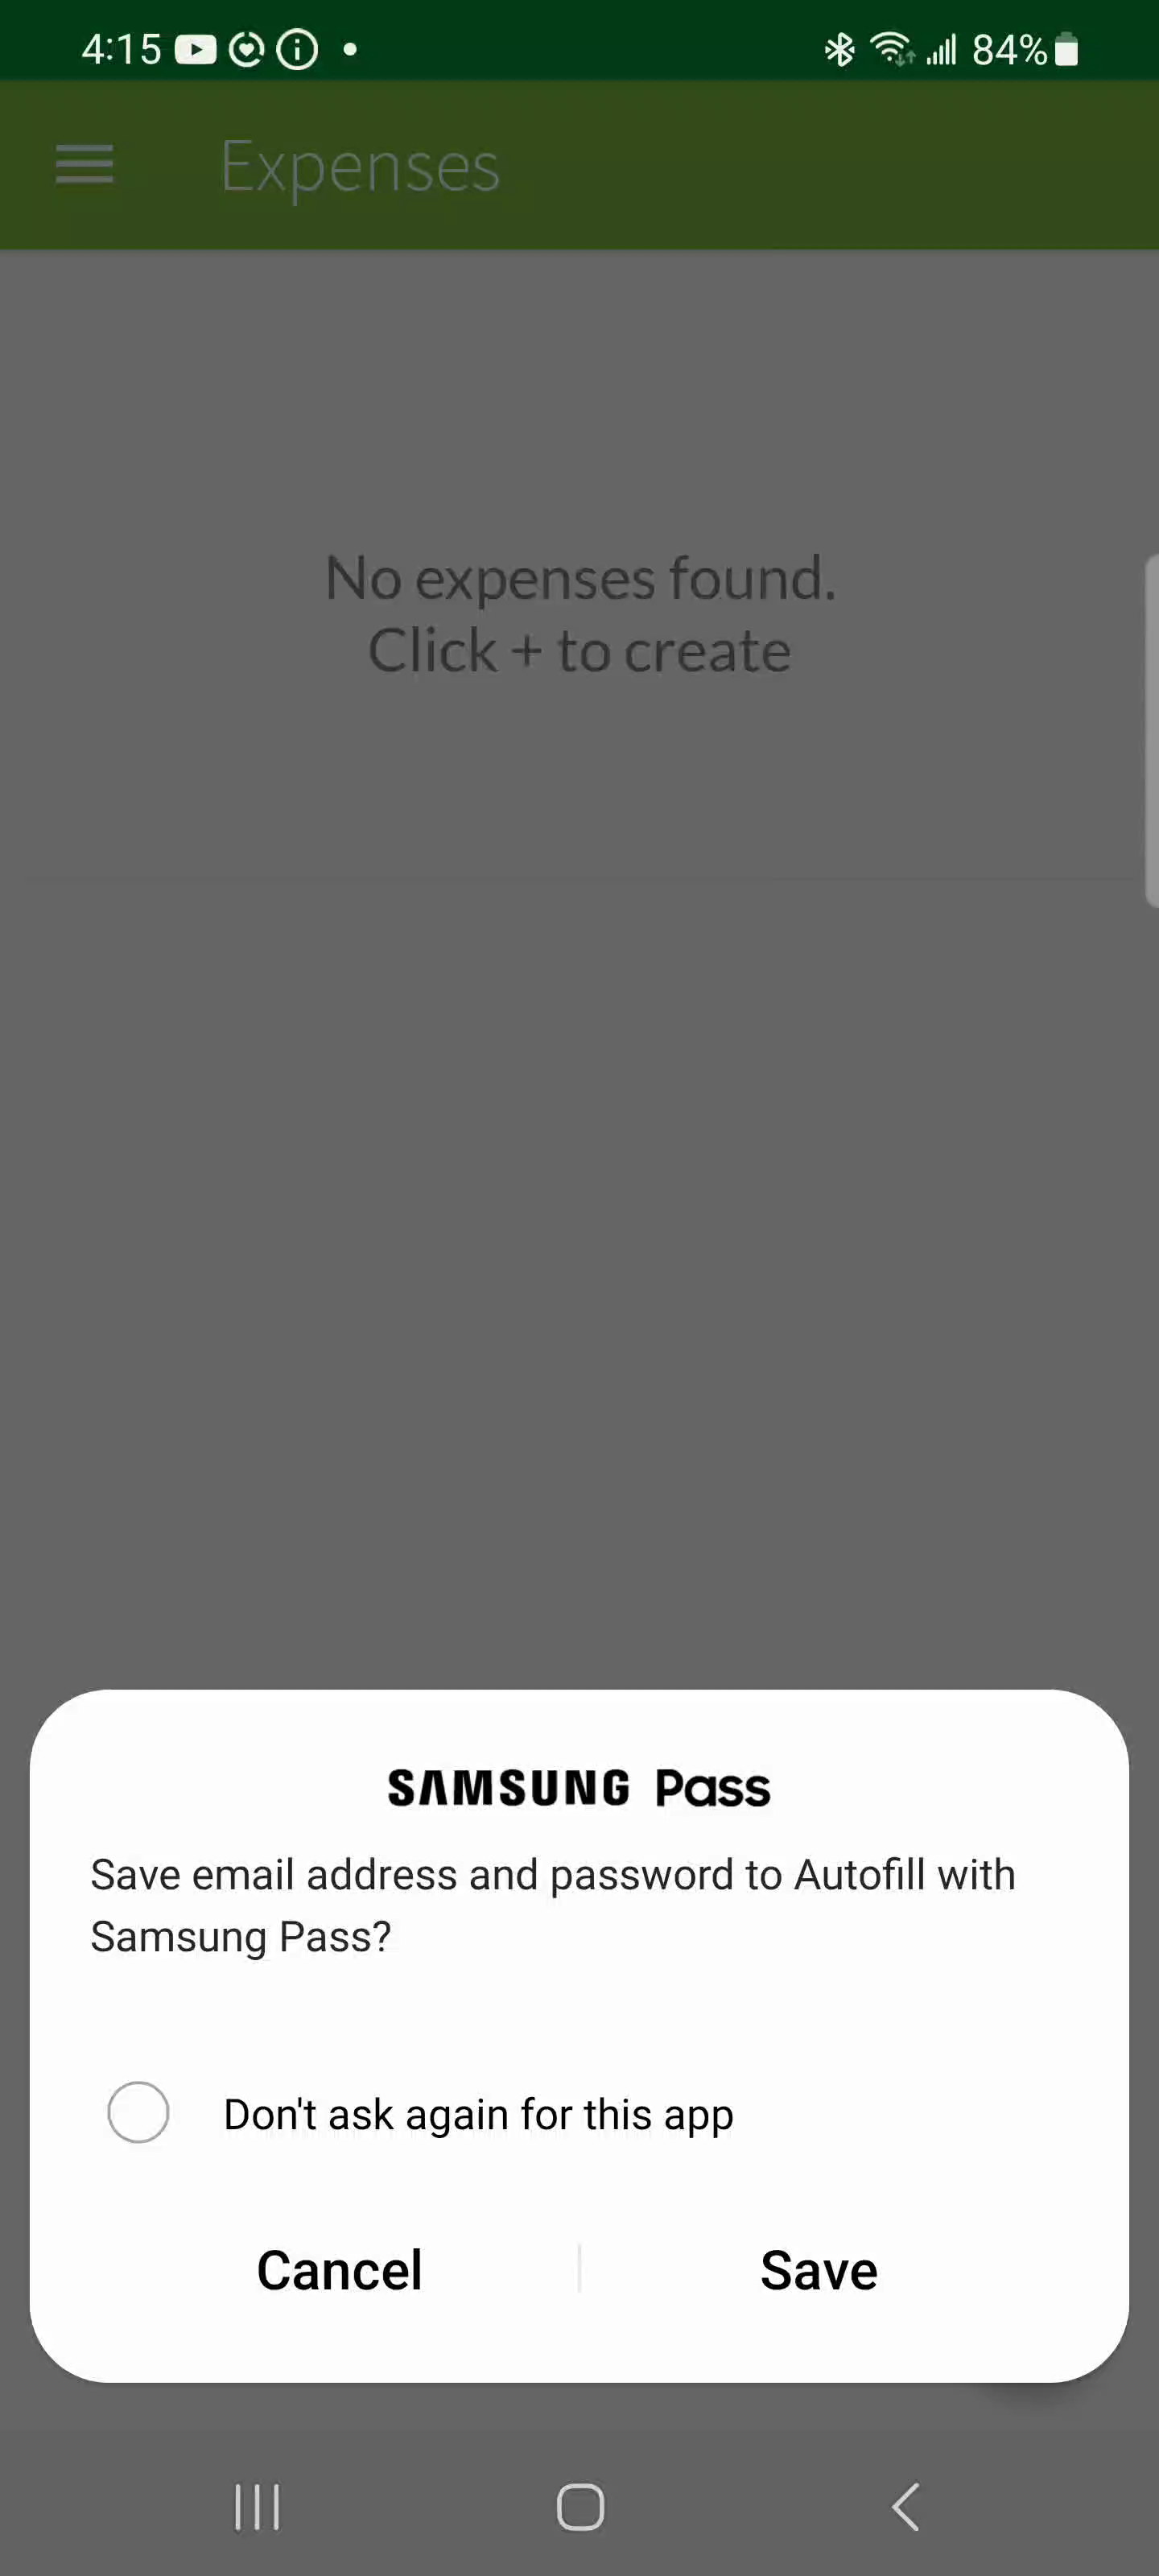 4:15 84%
Expenses
No expenses found.
Click + to create
SAMSUNG Pass
Save email address and password to Autofill with
Samsung Pass?
Don't ask again for this app
Cancel Save